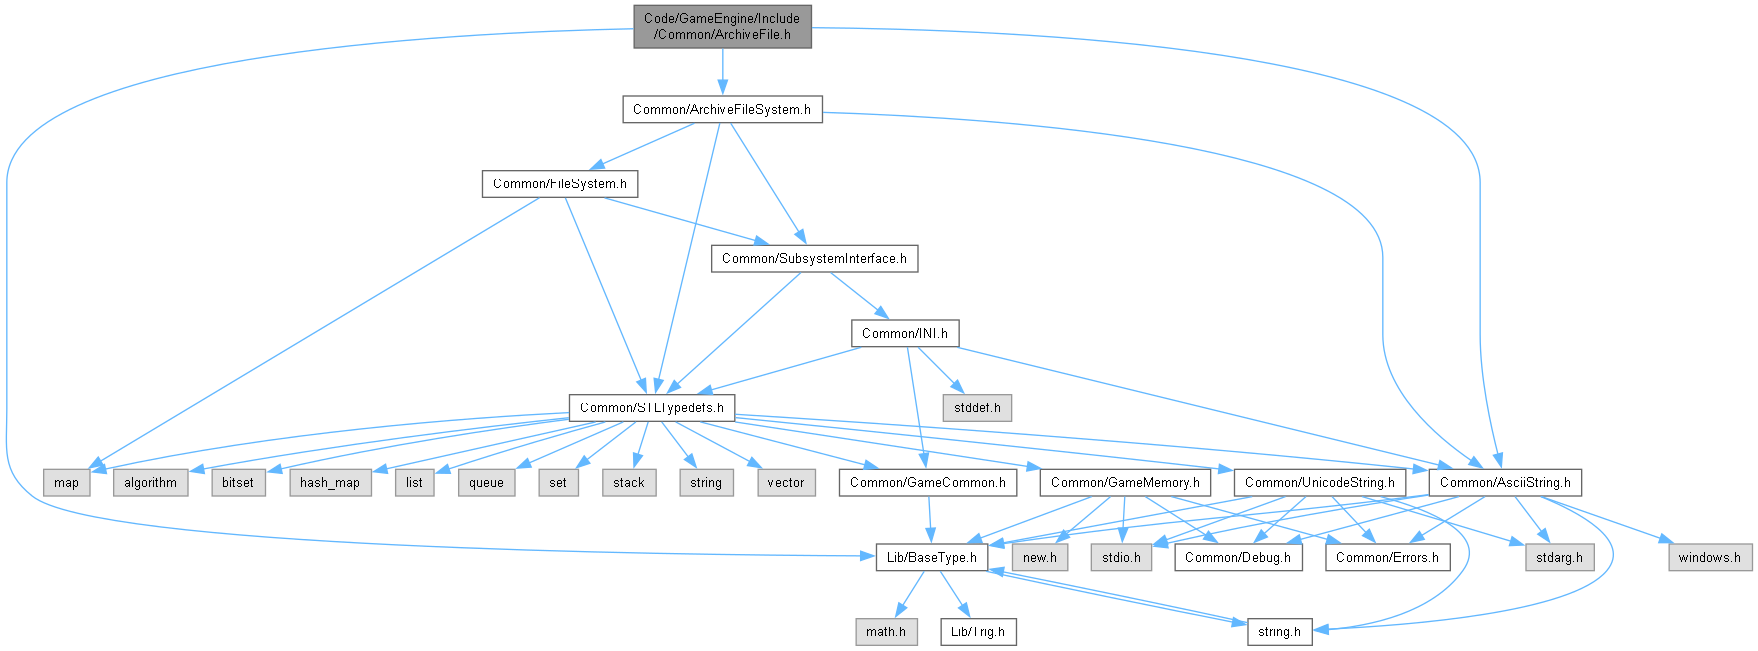 Code/GameEngine/Include
/Common/ArchiveFile.h
Common/ArchiveFileSystem.h
Common/FileSystem.h
Common/SubsystemInterface.h
Common/INI.h
Common/STLTypedefs.h
stddef.h
map
algorithm
bitset
hash_map
list
queue
set
stack
string
vector
Common/GameCommon.h
Common/GameMemory.h
Common/UnicodeString.h
Common/AsciiString.h
Lib/BaseType.h
new.h
stdio.h
Common/Debug.h
Common/Errors.h
stdarg.h
windows.h
math.h
Lib/Trig.h
string.h